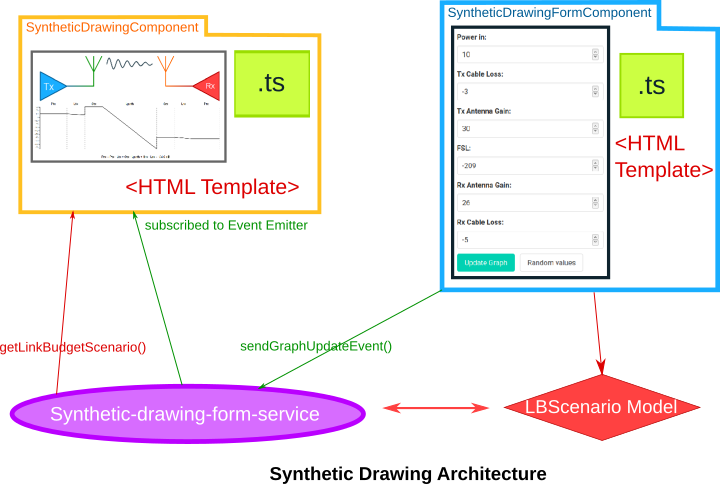 SyntheticDrawingComponent
Tx
Rx
.ts
<HTML Template>
SyntheticDrawingFormComponent
Power in:
10
Tx Cable Loss:
-3
Tx Antenna Gain:
30
FSL:
-209
Rx Antenna Gain:
26
Rx Cable Loss:
-5
Update Graph
Random values
.ts
<HTML
Template>
subscribed to Event Emitter
getLinkBudgetScenario()
sendGraphUpdateEvent()
Synthetic-drawing-form-service
LBScenario Model
Synthetic Drawing Architecture